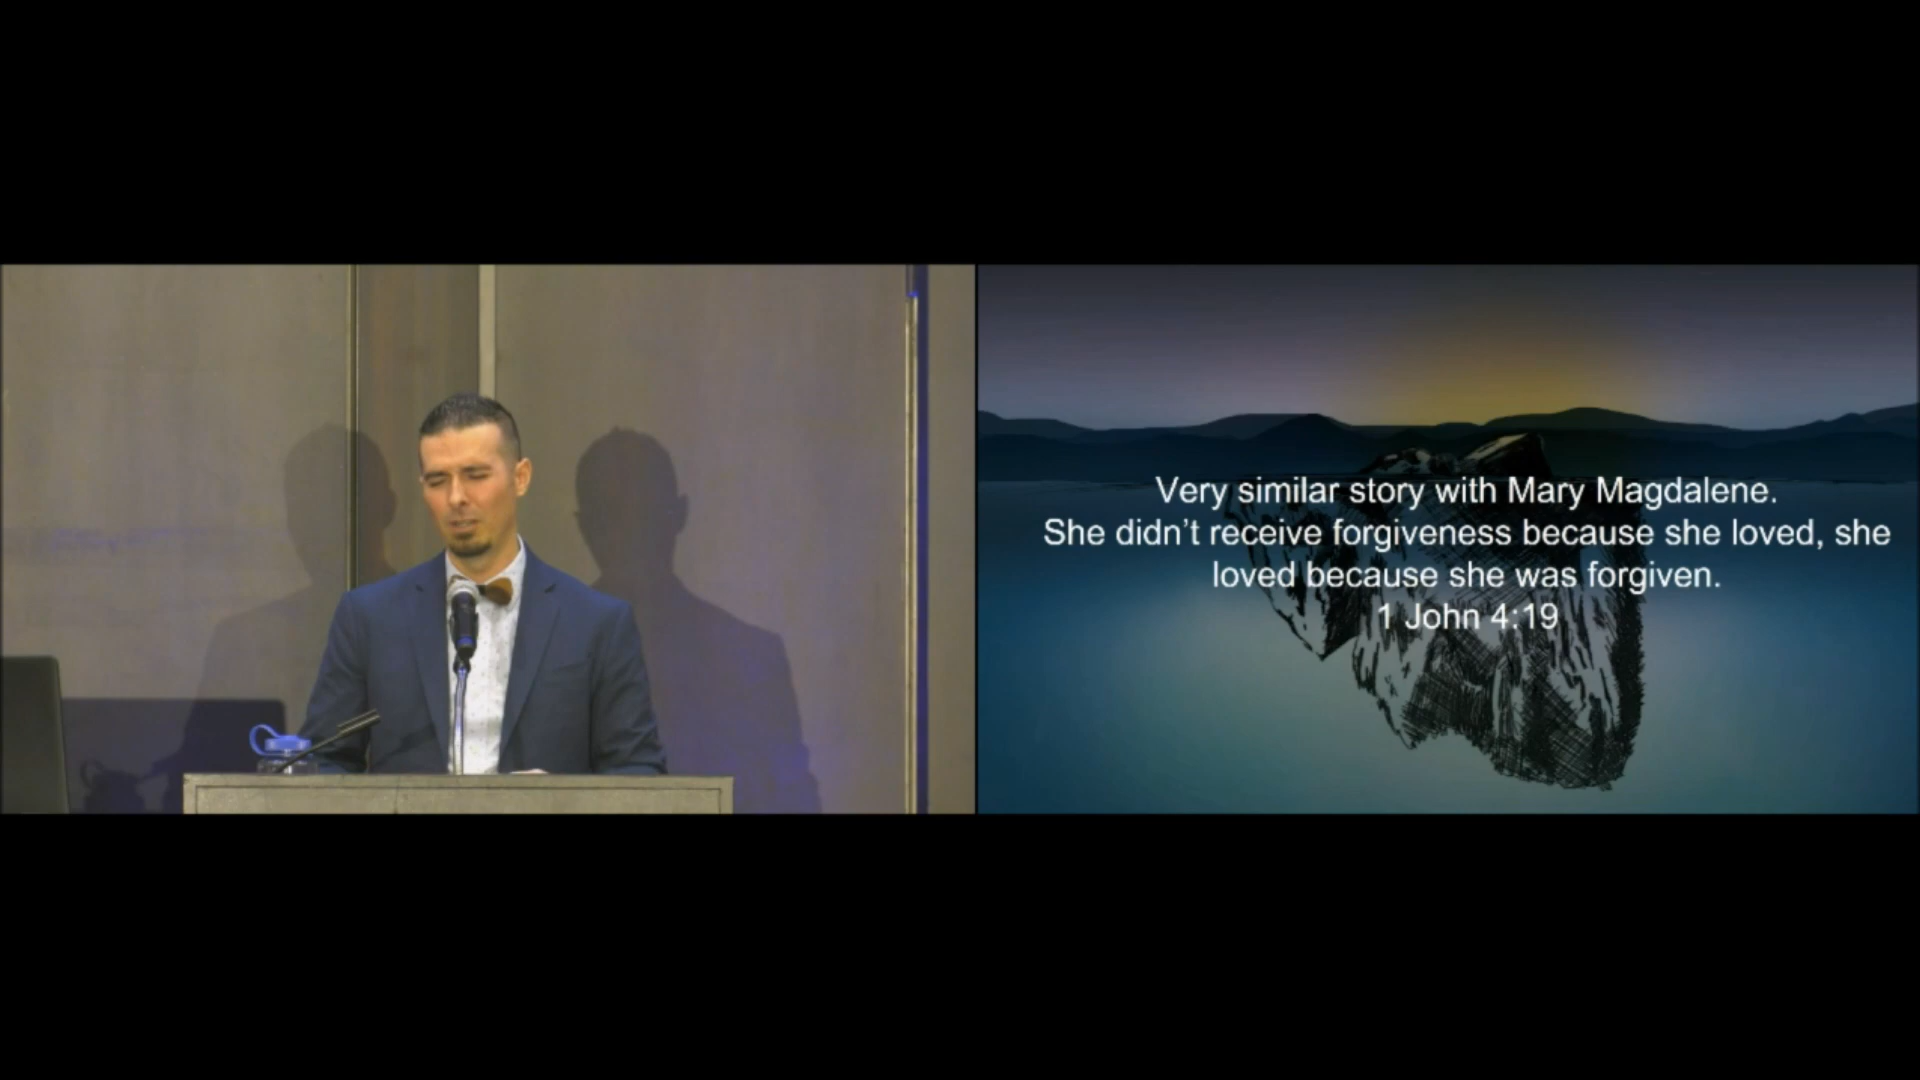 Very similar story with Mary Magdalene.
She didn’t receive forgiveness because she loved, she
loved because she was forgiven.
1 John 4:19